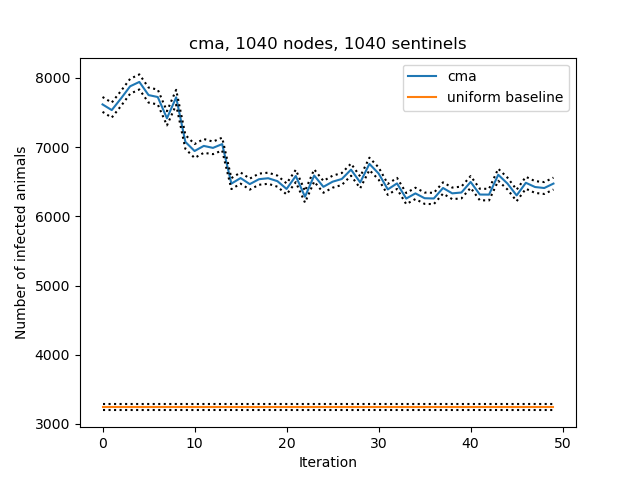 cma, 1040 nodes, 1040 sentinels
cma
uniform baseline
Number of infected animals
8000
7000
6000
5000
4000
3000
0 10 20 30 40 50
Iteration